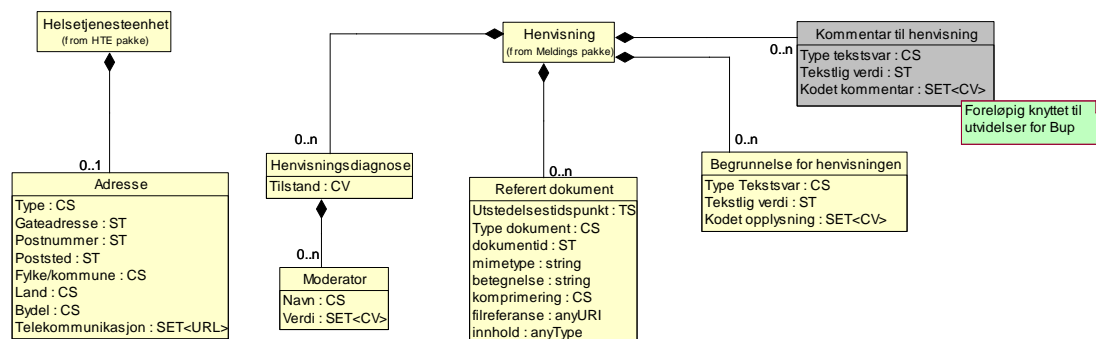 Helsetjenesteenhet
(from HTE pakke)
0..1
Adresse
Type : CS
Gateadresse : ST
Postnummer : ST
Poststed : ST
Fylke/kommune : CS
Land : CS
Bydel : CS
Telekommunikasjon : SET<URL>
Henvisning
(from Meldings pakke)
0..n
Henvisningsdiagnose
Tilstand : CV
0..n
Moderator
Navn : CS
Verdi : SET<CV>
0..n
Referert dokument
Utstedelsestidspunkt : TS
Type dokument : CS
dokumentid : ST
mimetype : string
betegnelse : string
komprimering : CS
filreferanse : anyURI
innhold : anyType
0..n
Kommentar til henvisning
Type tekstsvar : CS
Tekstlig verdi : ST
Kodet kommentar : SET<CV>
Foreløpig knyttet til
utvidelser for Bup
0..n
Begrunnelse for henvisningen
Type Tekstsvar : CS
Tekstlig verdi : ST
Kodet opplysning : SET<CV>